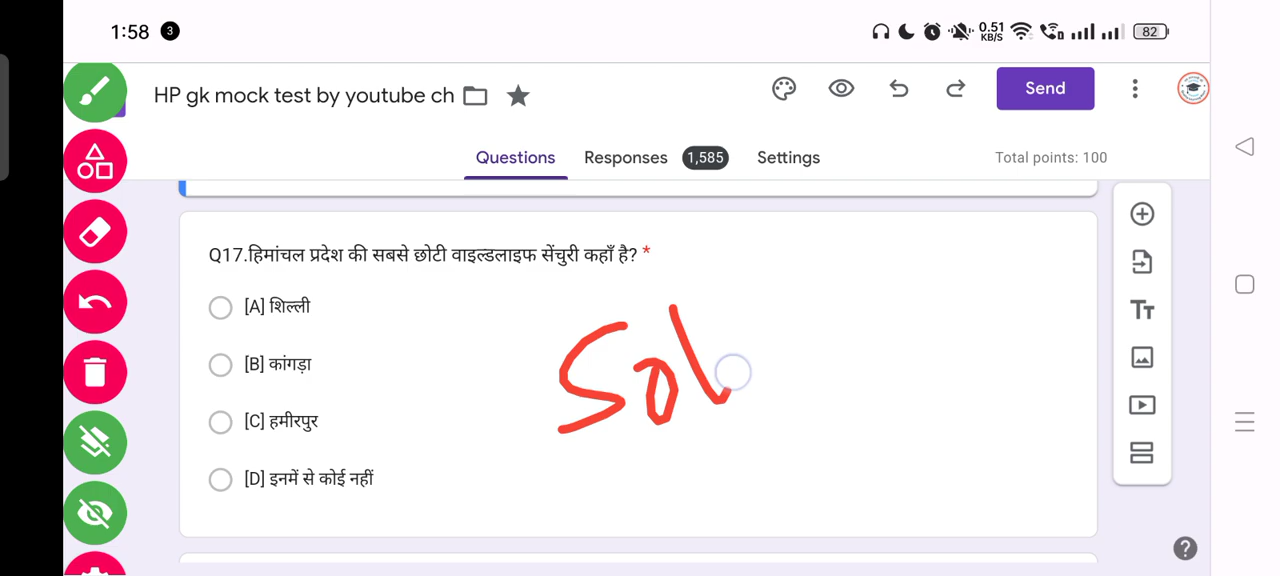 1:58 3 0.51 KB/S 82
HP gk mock test by youtube ch Send
Questions Responses 1,585 Settings Total points: 100
Q17.हिमांचल प्रदेश की सबसे छोटी वाइल्डलाइफ सेंचुरी कहाँ है? *
[A] शिल्ली
[B] कांगड़ा
[C] हमीरपुर
[D] इनमें से कोई नहीं
Sol